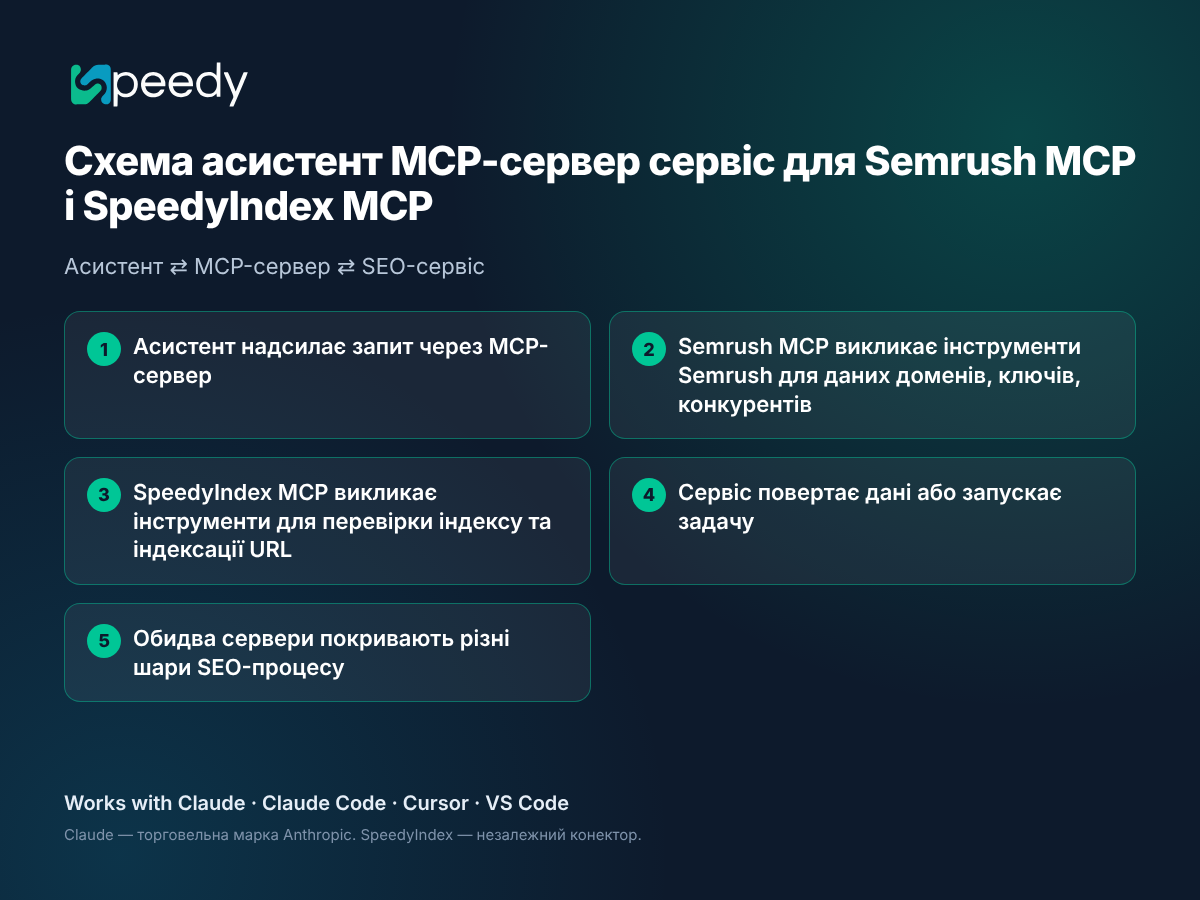 Speedy
Схема асистент MCP-сервер сервіс для Semrush MCP
і SpeedyIndex MCP
Асистент ⇄ MCP-сервер ⇄ SEO-сервіс
1 Асистент надсилає запит через MCP-
сервер
2 Semrush MCP викликає інструменти
Semrush для даних доменів, ключів,
конкурентів
3 SpeedyIndex MCP викликає
інструменти для перевірки індексу та
індексації URL
4 Сервіс повертає дані або запускає
задачу
5 Обидва сервери покривають різні
шари SEO-процесу
Works with Claude · Claude Code · Cursor · VS Code
Claude — торговельна марка Anthropic. SpeedyIndex — незалежний конектор.